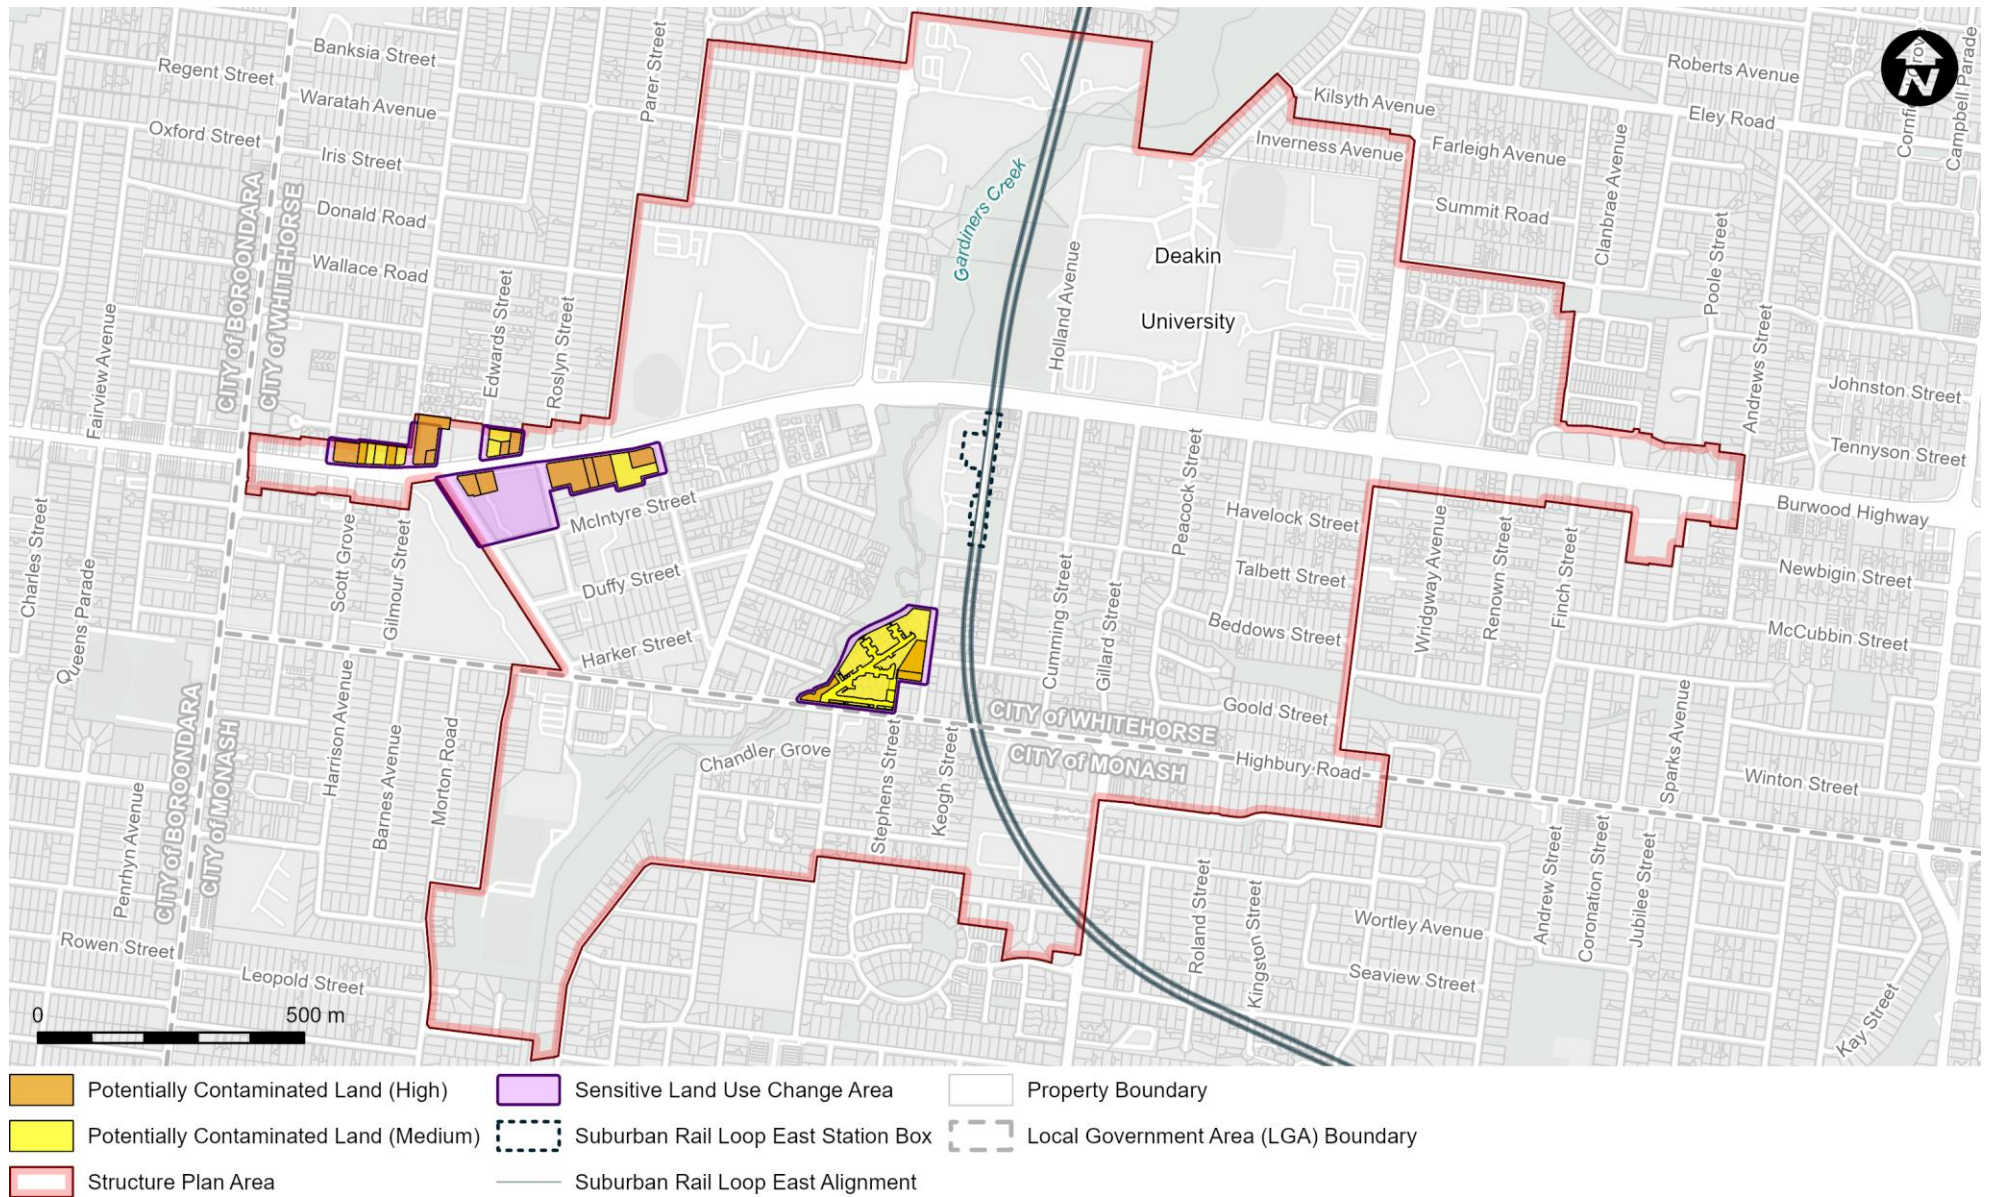 Banksia Street
Regent Street
Waratah Avenue
Oxford Street
Iris Street
Donald Road
Wallace Road
Parer Street
CITY of BOROONDARA
CITY of WHITEHORSE
Fairview Avenue
Edwards Street
Roslyn Street
Gardiners Creek
Holland Avenue
Deakin
University
Kilsyth Avenue
Inverness Avenue
Farleigh Avenue
Summit Road
Clanbrae Avenue
Poole Street
Andrews Street
Roberts Avenue
Eley Road
Campbell Parade
N
Johnston Street
Tennyson Street
Burwood Highway
Newbigin Street
McCubbin Street
Winton Street
Charles Street
Queens Parade
Scott Grove
Gilmour Street
McIntyre Street
Duffy Street
Harker Street
Peacock Street
Cumming Street
Gillard Street
Havelock Street
Talbett Street
Beddows Street
Goold Street
Highbury Road
Wridgway Avenue
Renown Street
Finch Street
Sparks Avenue
CITY of WHITEHORSE
CITY of MONASH
CITY of BOROONDARA
CITY of MONASH
Harrison Avenue
Barnes Avenue
Morton Road
Penrhyn Avenue
Rowen Street
Leopold Street
Chandler Grove
Stephens Street
Keogh Street
Roland Street
Kingston Street
Wortley Avenue
Seaview Street
Andrew Street
Coronation Street
Jubilee Street
Kay Street
0 500 m
Potentially Contaminated Land (High)
Sensitive Land Use Change Area
Property Boundary
Potentially Contaminated Land (Medium)
Suburban Rail Loop East Station Box
Local Government Area (LGA) Boundary
Structure Plan Area
Suburban Rail Loop East Alignment